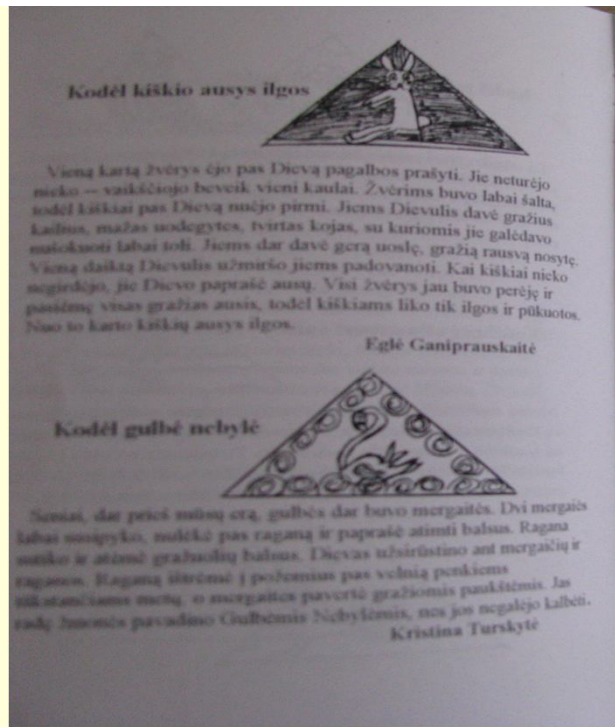 Kodėl kiškio ausys ilgos
Vieną kartą žvėrys ėjo pas Dievą pagalbos prašyti. Jie neturėjo
nieko -- vaikščiojo beveik vieni kaulai. Žvėrims buvo labai šalta,
todėl kiškiai pas Dievą nuėjo pirmi. Jiems Dievulis davė gražius
kailius, mažas uodegytes, tvirtas kojas, su kuriomis jie galėdavo
nušokuoti labai toli. Jiems dar davė gerą uoslę, gražią rausvą nosytę.
Vieną daiktą Dievulis užmiršo jiems padovanoti. Kai kiškiai nieko
negirdėjo, jie Dievo paprašė ausų. Visi žvėrys jau buvo perėję ir
pasiėmę visas gražias ausis, todėl kiškiams liko tik ilgos ir pūkuotos.
Nuo to karto kiškių ausys ilgos.
Eglė Ganiprauskaitė
Kodėl gulbė nebylė
Seniai, dar prieš mūsų erą, gulbės dar buvo mergaitės. Dvi mergaitės
labai susipyko, nulėkė pas raganą ir paprašė atimti balsus. Ragana
sutiko ir atėmė gražuolių balsus. Dievas užsirūstino ant mergaičių ir
raganos. Raganą ištrėmė į požemius pas velnią penkiems
tūkstančiams metų, o mergaites pavertė gražiomis paukštėmis. Jas
radę žmonės pavadino Gulbėmis Nebylėmis, nes jos negalėjo kalbėti.
Kristina Turskytė